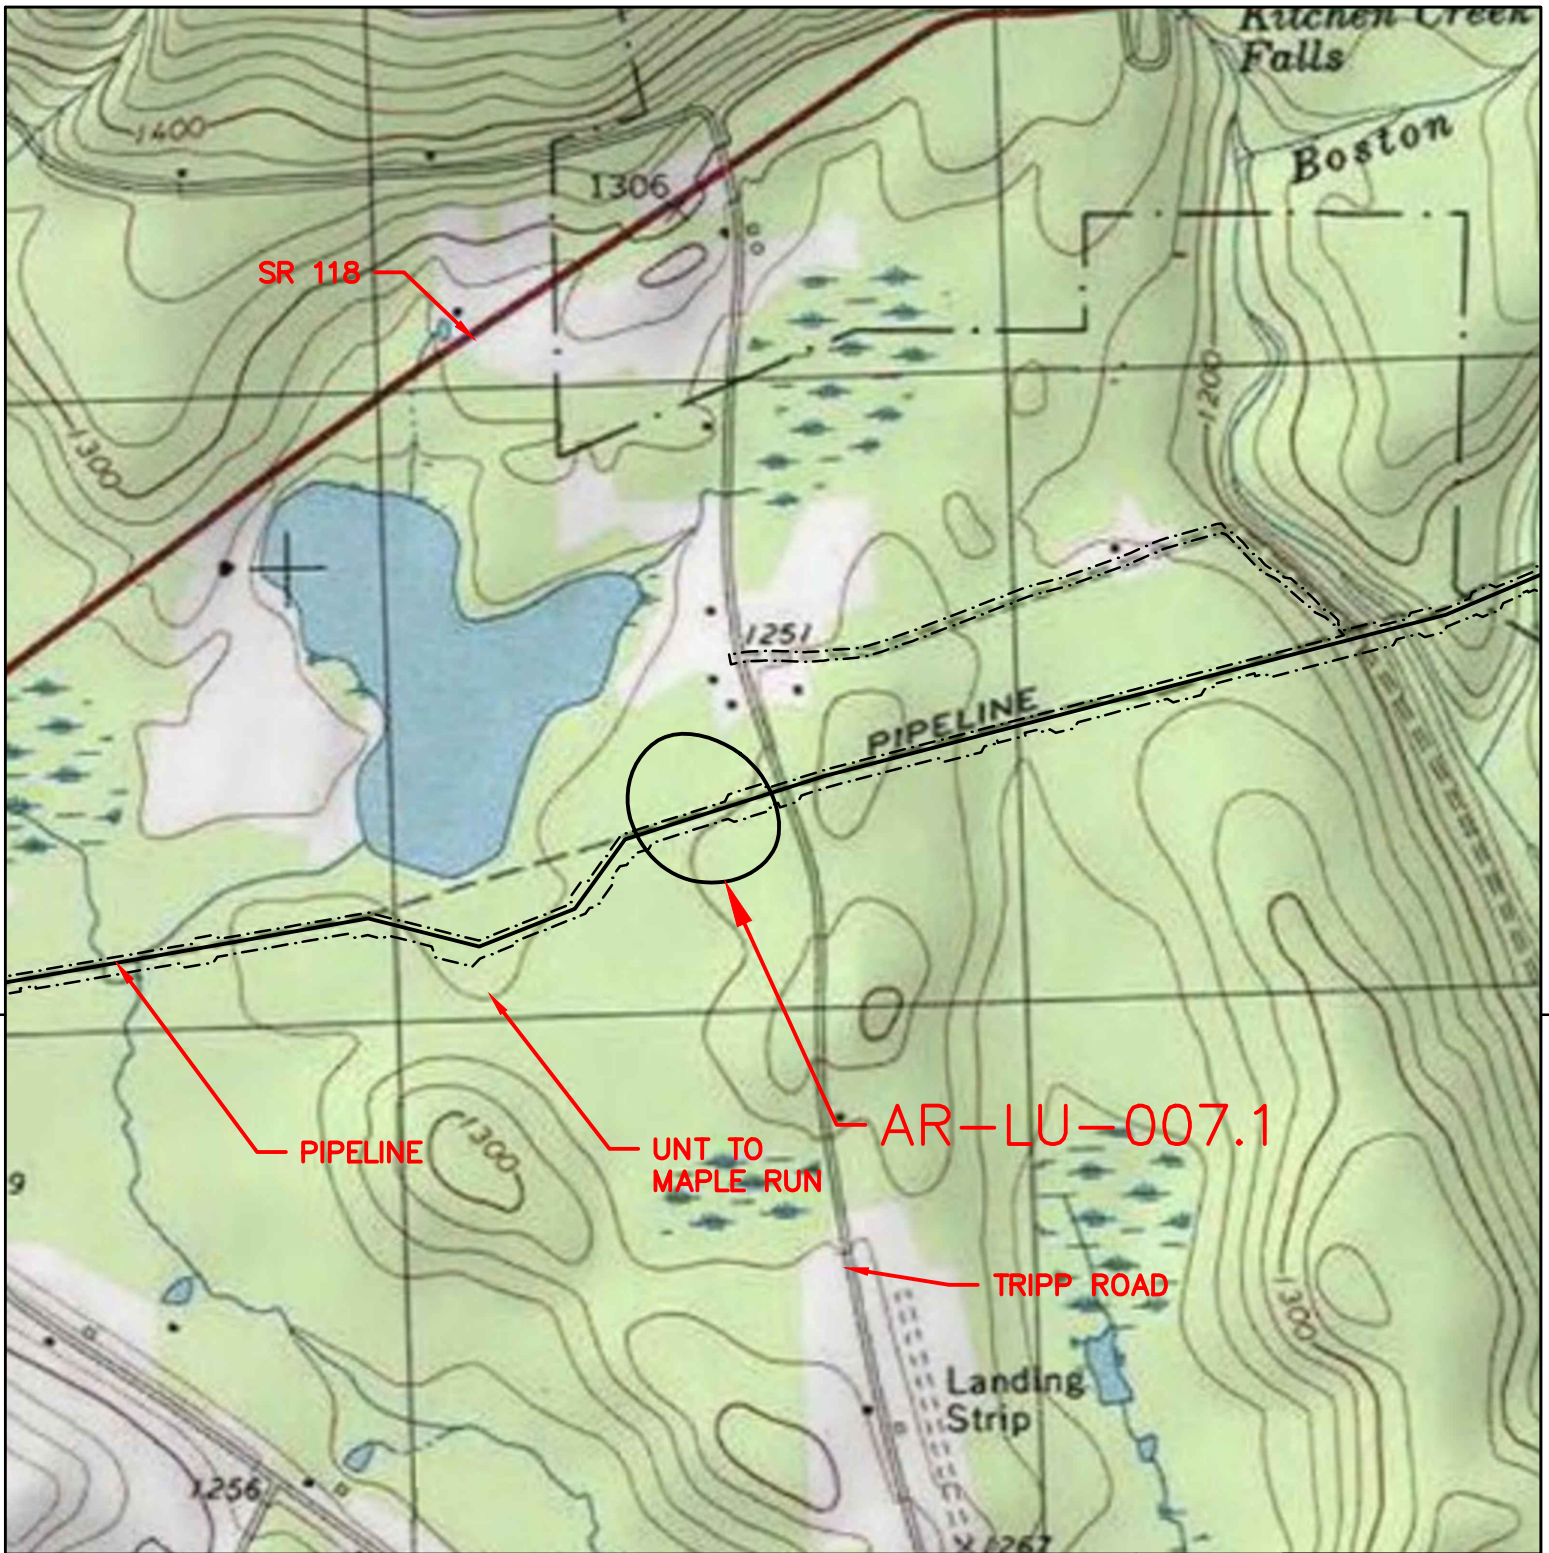 Kitchen Creek
Falls
1400
Boston
1306
SR 118
1200
1300
1251
PIPELINE
AR-LU-007.1
1300
PIPELINE
UNT TO
MAPLE RUN
9
TRIPP ROAD
1300
Landing
Strip
1256
X 1267